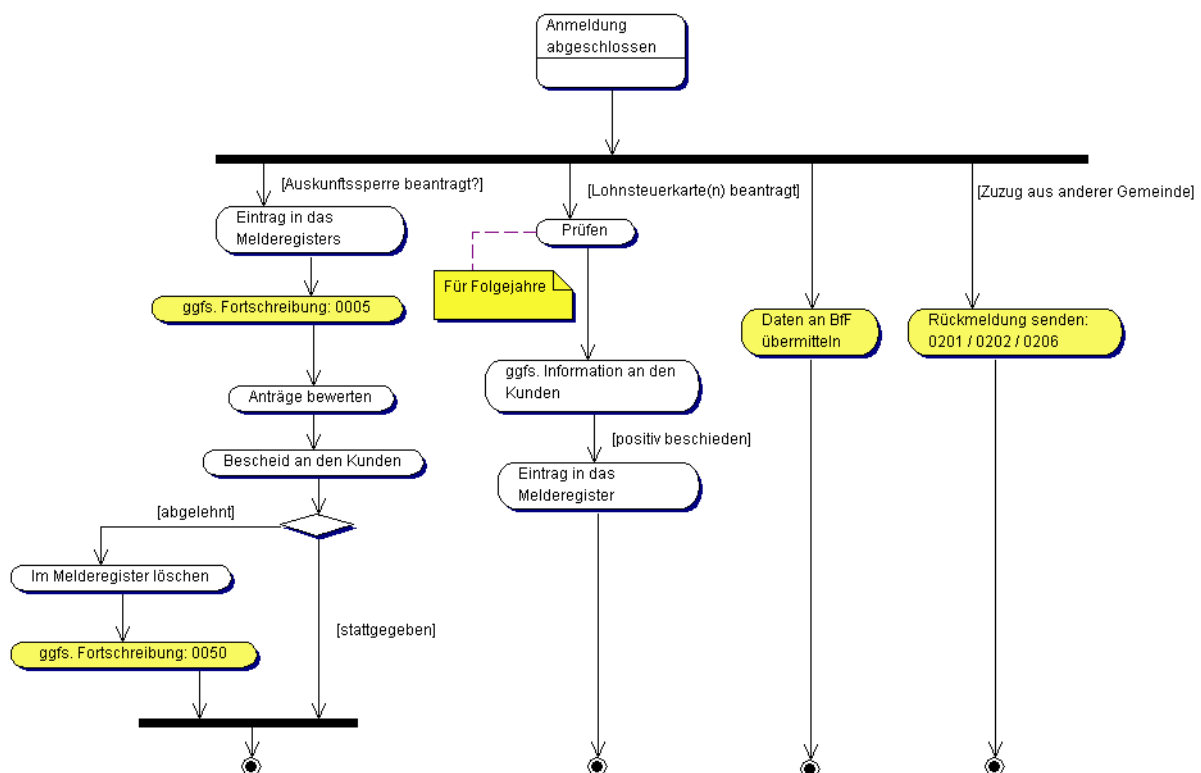 Anmeldung
abgeschlossen
[Auskunftssperre beantragt?]
[Lohnsteuerkarte(n) beantragt]
[Zuzug aus anderer Gemeinde]
Eintrag in das
Melderegisters
Prüfen
Für Folgejahre
ggfs. Fortschreibung: 0005
Daten an BfF
übermitteln
Rückmeldung senden:
0201 / 0202 / 0206
ggfs. Information an den
Kunden
Anträge bewerten
[positiv beschieden]
Bescheid an den Kunden
Eintrag in das
Melderegister
[abgelehnt]
Im Melderegister löschen
[stattgegeben]
ggfs. Fortschreibung: 0050